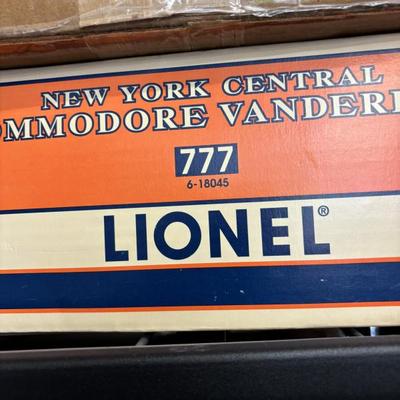 NEW YORK CENTRAL
OMMODORE VANDER
777
6-18045
LIONEL®